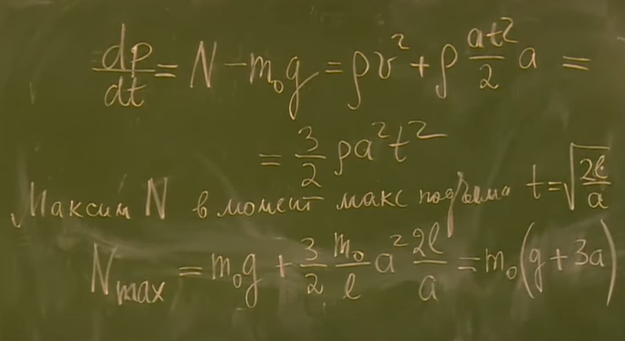 dp/dt = N − m₀g = ρv² + ρ at²/2 a =
= 3/2 ρa²t²
Максим N в момент макс подъёма t = √(2l/a)
N_max = m₀g + 3/2 m₀/l a² 2l/a = m₀(g + 3a)